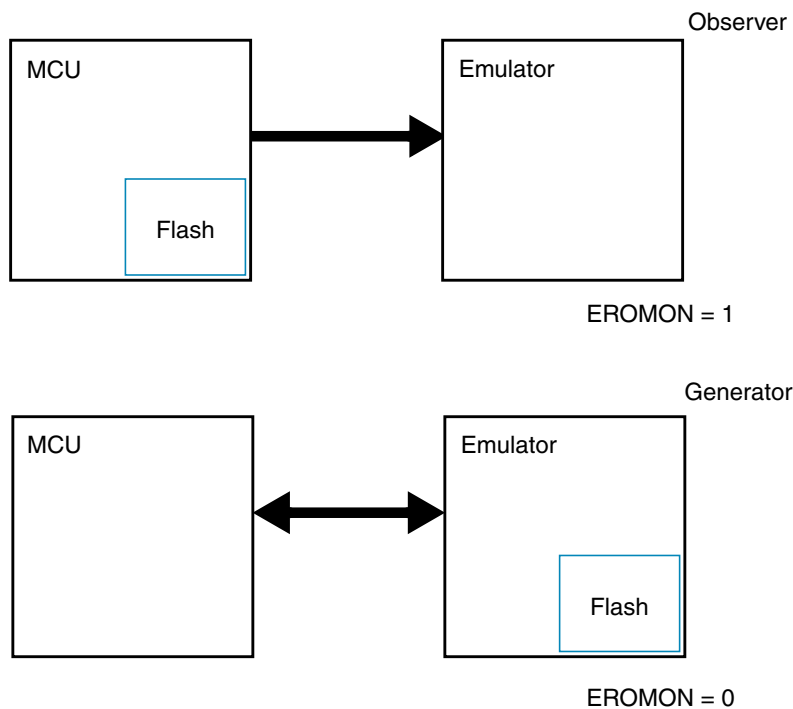 Observer
MCU
Emulator
Flash
EROMON = 1
Generator
MCU
Emulator
Flash
EROMON = 0